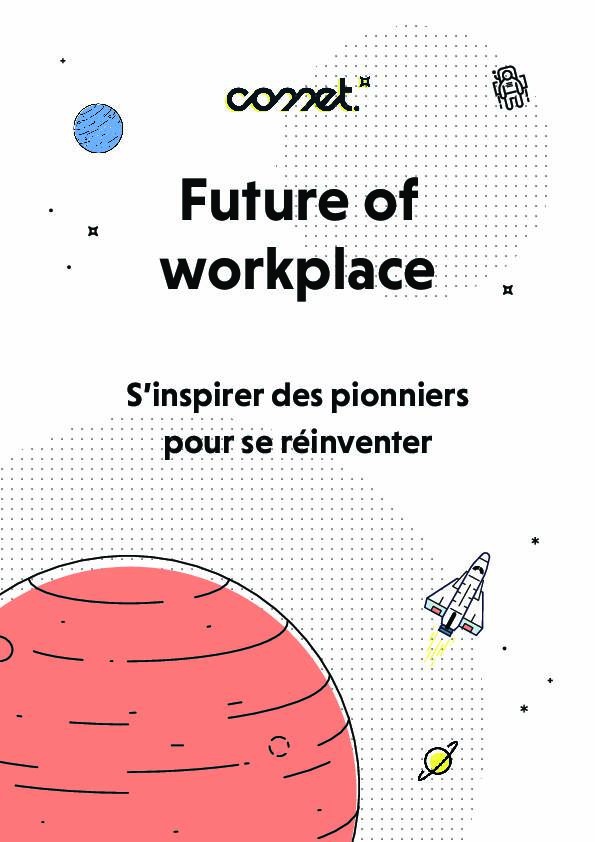 comet.
Future of
workplace
S'inspirer des pionniers
pour se réinventer